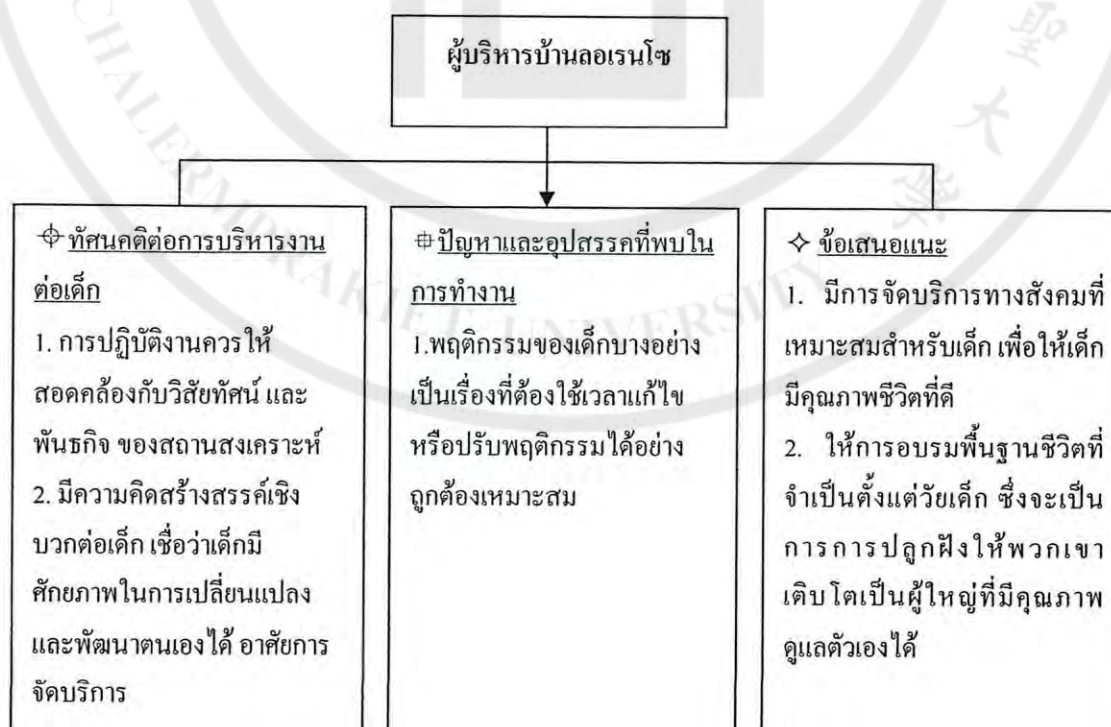 ผู้บริหารบ้านลอเรนโซ
ทัศนคติต่อการบริหารงาน
ต่อเด็ก
1. การปฏิบัติงานควรให้
สอดคล้องกับวิสัยทัศน์ และ
พันธกิจ ของสถานสงเคราะห์
2. มีความคิดสร้างสรรค์เชิง
บวกต่อเด็ก เชื่อว่าเด็กมี
ศักยภาพในการเปลี่ยนแปลง
และพัฒนาตนเองได้ อาศัยการ
จัดบริการ
ปัญหาและอุปสรรคที่พบใน
การทำงาน
1.พฤติกรรมของเด็กบางอย่าง
เป็นเรื่องที่ต้องใช้เวลาแก้ไข
หรือปรับพฤติกรรมได้อย่าง
ถูกต้องเหมาะสม
ข้อเสนอแนะ
1. มีการจัดบริการทางสังคมที่
เหมาะสมสำหรับเด็ก เพื่อให้เด็ก
มีคุณภาพชีวิตที่ดี
2. ให้การอบรมพื้นฐานชีวิตที่
จำเป็นตั้งแต่วัยเด็ก ซึ่งจะเป็น
การการปลูกฝังให้พวกเขา
เติบโตเป็นผู้ใหญ่ที่มีคุณภาพ
ดูแลตัวเองได้
CHALERMPRAKIET UNIVERSITY
聖大學